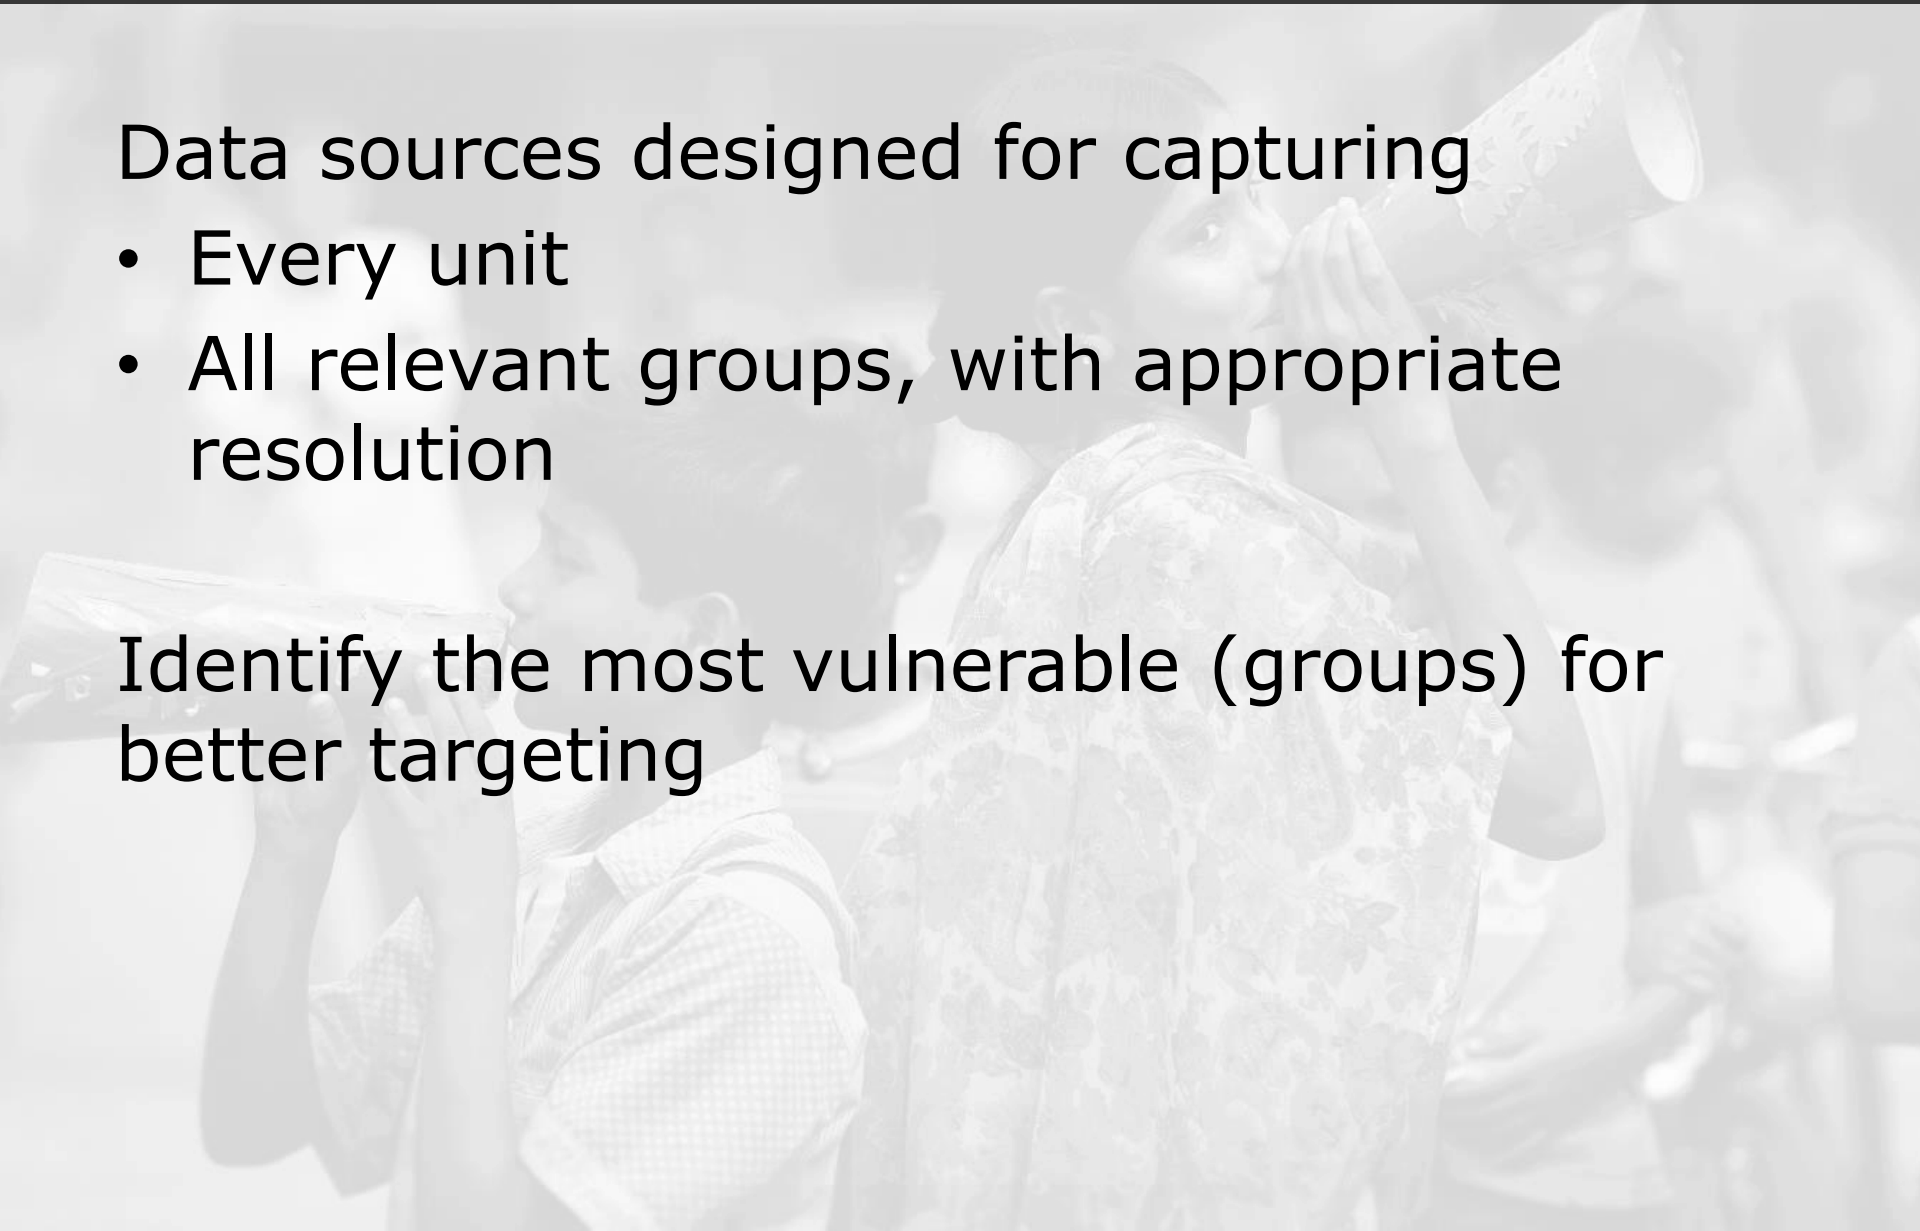 Data sources designed for capturing
• Every unit
• All relevant groups, with appropriate
resolution
Identify the most vulnerable (groups) for
better targeting